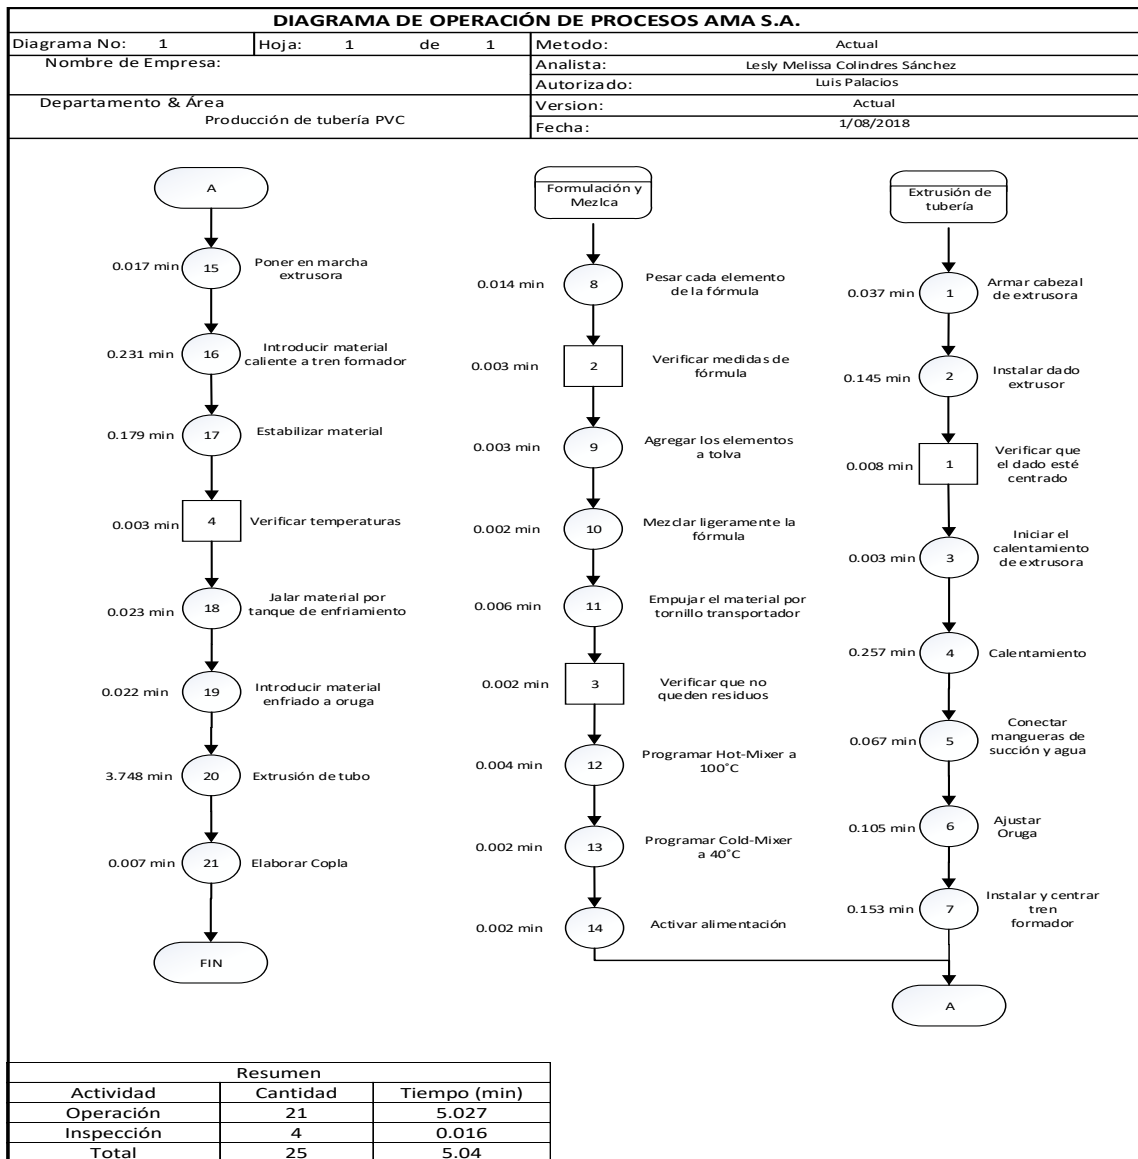 DIAGRAMA DE OPERACIÓN DE PROCESOS AMA S.A.
Diagrama No: 1 Hoja: 1 de 1 Metodo: Actual
Nombre de Empresa: Analista: Lesly Melissa Colindres Sánchez
Autorizado: Luis Palacios
Departamento & Área Version: Actual
Producción de tubería PVC
Fecha: 1/08/2018
A
0.017 min 15 Poner en marcha
extrusora
0.231 min 16 Introducir material
caliente a tren formador
0.179 min 17 Estabilizar material
0.003 min 4 Verificar temperaturas
0.023 min 18 Jalar material por
tanque de enfriamiento
0.022 min 19 Introducir material
enfriado a oruga
3.748 min 20 Extrusión de tubo
0.007 min 21 Elaborar Copla
FIN
Formulación y
Mezlca
0.014 min 8 Pesar cada elemento
de la fórmula
0.003 min 2 Verificar medidas de
fórmula
0.003 min 9 Agregar los elementos
a tolva
0.002 min 10 Mezclar ligeramente la
fórmula
0.006 min 11 Empujar el material por
tornillo transportador
0.002 min 3 Verificar que no
queden residuos
0.004 min 12 Programar Hot-Mixer a
100°C
0.002 min 13 Programar Cold-Mixer
a 40°C
0.002 min 14 Activar alimentación
Extrusión de
tubería
0.037 min 1 Armar cabezal
de extrusora
0.145 min 2 Instalar dado
extrusor
0.008 min 1 Verificar que
el dado esté
centrado
0.003 min 3 Iniciar el
calentamiento
de extrusora
0.257 min 4 Calentamiento
0.067 min 5 Conectar
mangueras de
succión y agua
0.105 min 6 Ajustar
Oruga
0.153 min 7 Instalar y centrar
tren
formador
A
Resumen
Actividad Cantidad Tiempo (min)
Operación 21 5.027
Inspección 4 0.016
Total 25 5.04